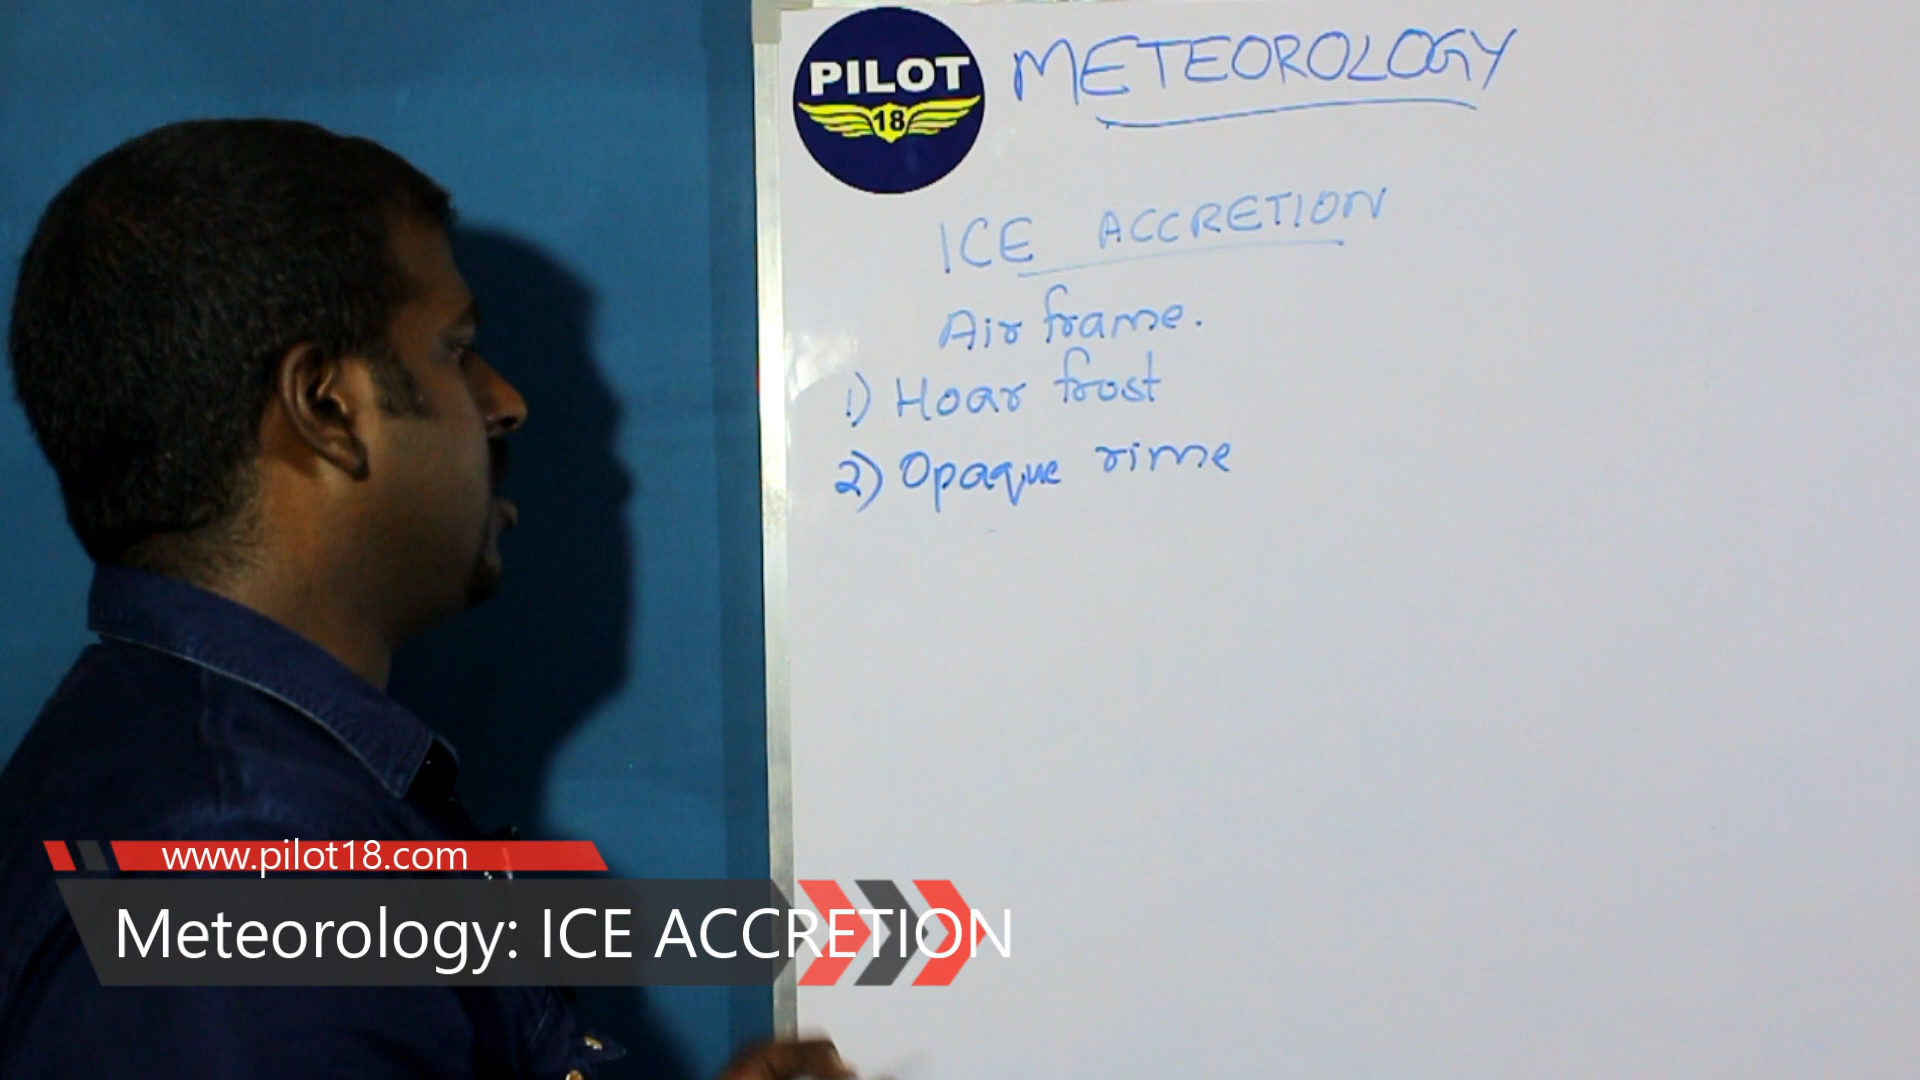 PILOT
18
METEOROLOGY
ICE ACCRETION
Air frame.
1) Hoar frost
2) Opaque rime
www.pilot18.com
Meteorology: ICE ACCRETION